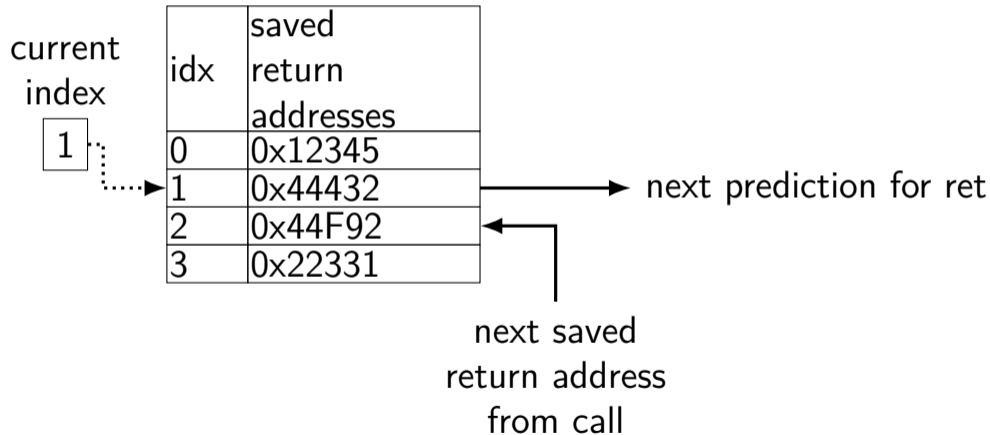 current
index
1
idx
saved
return
addresses
0 0x12345
1 0x44432
2 0x44F92
3 0x22331
next prediction for ret
next saved
return address
from call